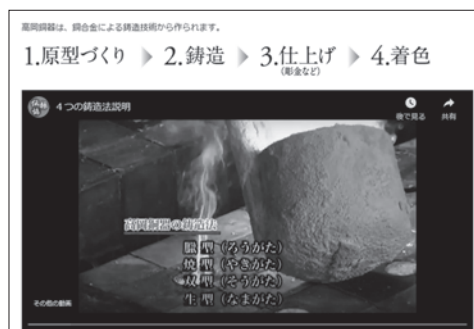 高岡銅器は、銅合金による鋳造技術から作られます。
1.原型づくり ▶ 2.鋳造 ▶ 3.仕上げ ▶ 4.着色
(彫金など)
4つの鋳造法説明
後で見る
共有
高岡銅器の鋳造法
蠟型(ろうがた)
焼型(やきがた)
双型(そうがた)
生型(なまがた)
その他の動画